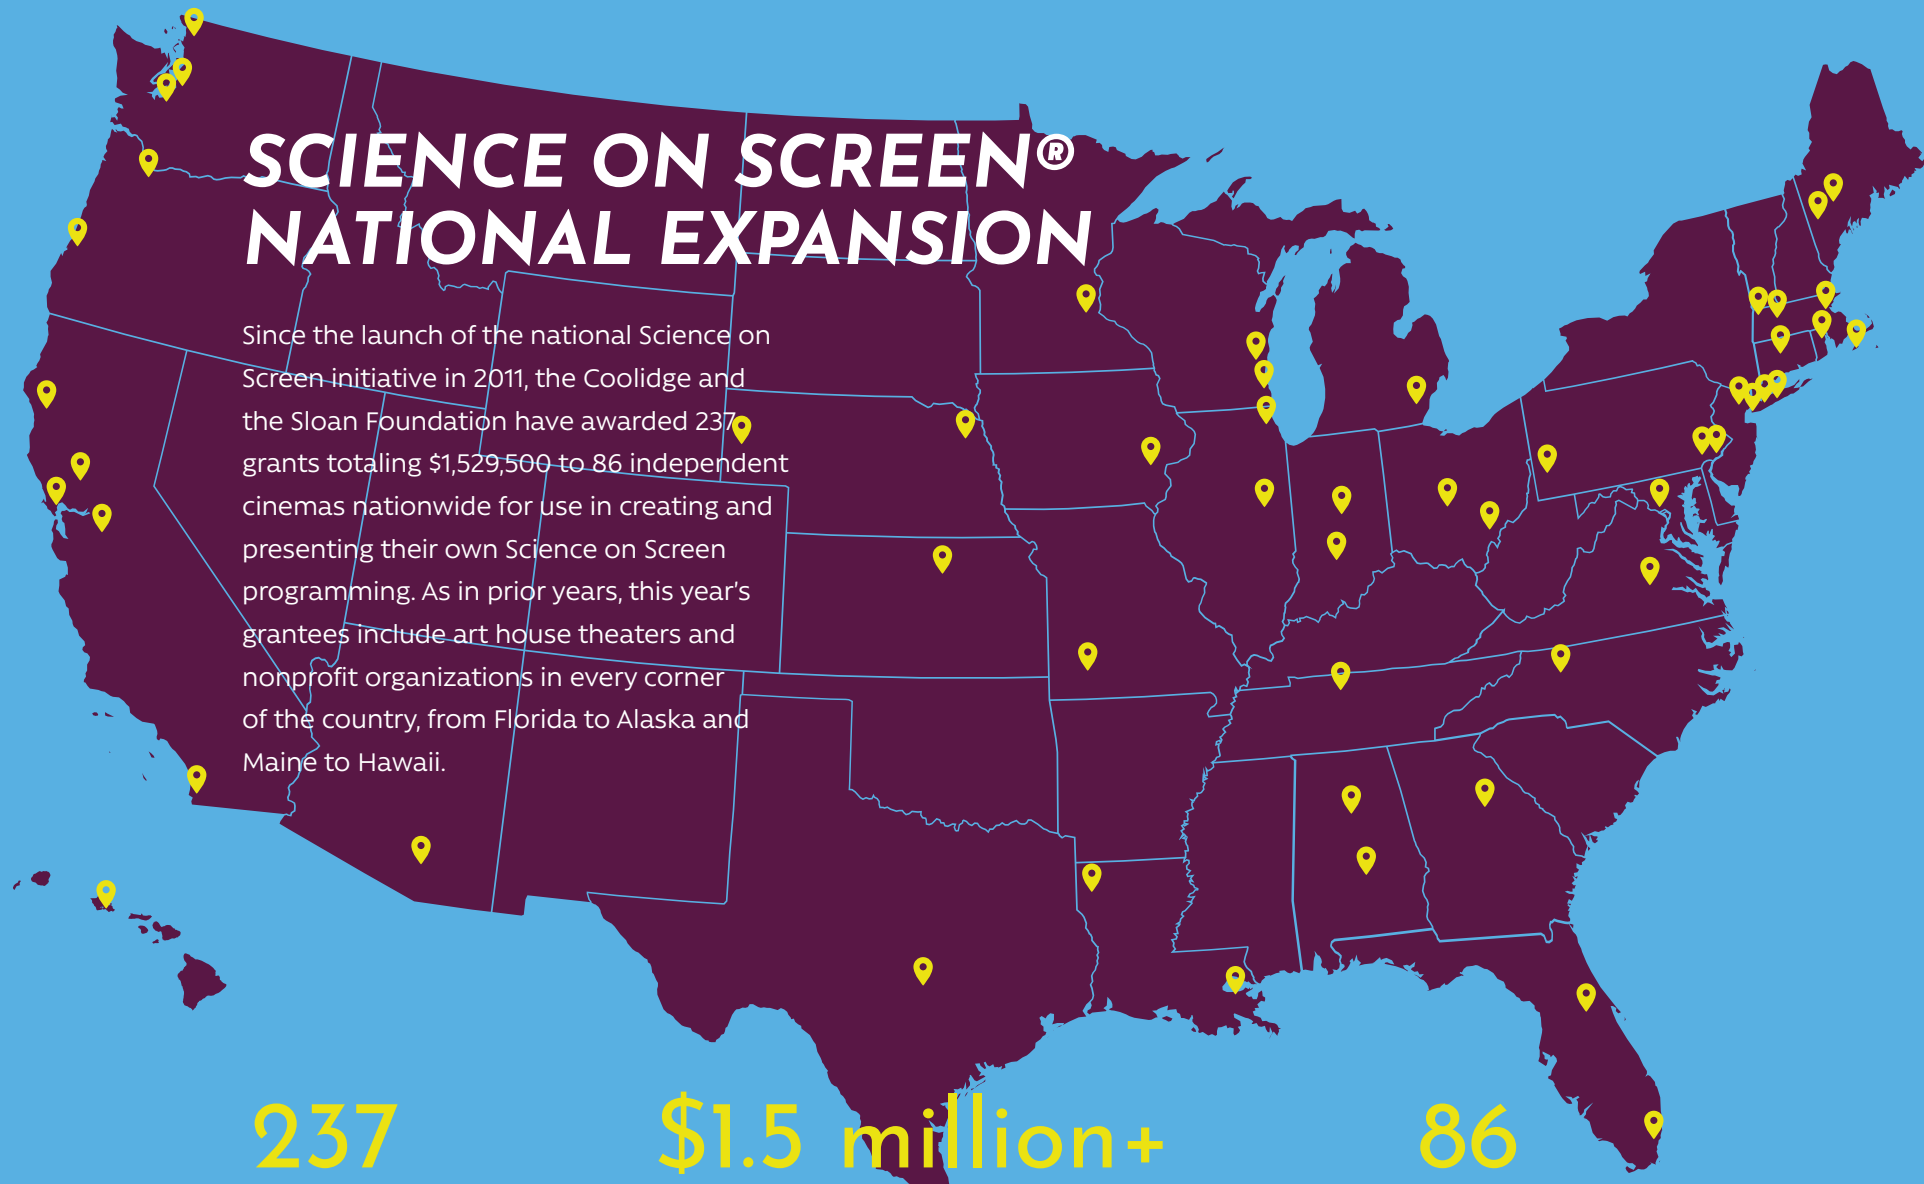 SCIENCE ON SCREEN®
NATIONAL EXPANSION
Since the launch of the national Science on
Screen initiative in 2011, the Coolidge and
the Sloan Foundation have awarded 237
grants totaling $1,529,500 to 86 independent
cinemas nationwide for use in creating and
presenting their own Science on Screen
programming. As in prior years, this year’s
grantees include art house theaters and
nonprofit organizations in every corner
of the country, from Florida to Alaska and
Maine to Hawaii.
237
$1.5 million+
86